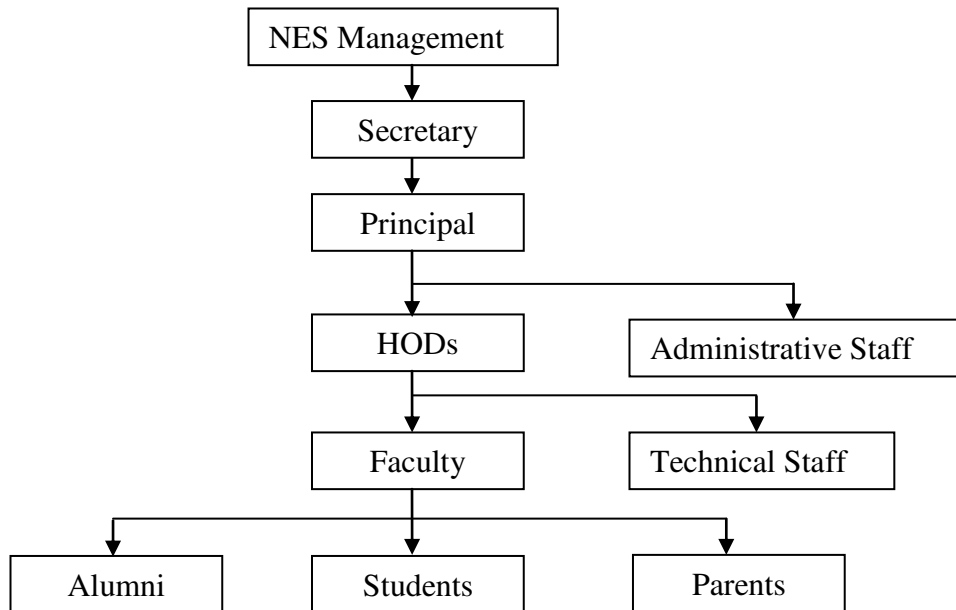 NES Management
Secretary
Principal
HODs
Administrative Staff
Faculty
Technical Staff
Alumni
Students
Parents